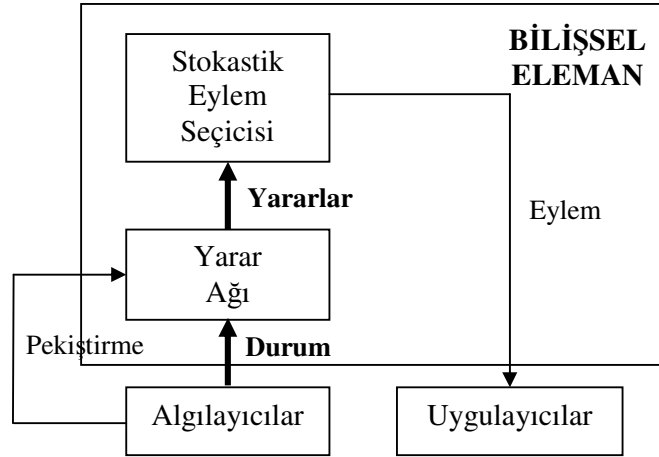 BİLİŞSEL
ELEMAN
Stokastik
Eylem
Seçicisi
Yararlar
Eylem
Yarar
Ağı
Pekiştirme
Durum
Algılayıcılar
Uygulayıcılar